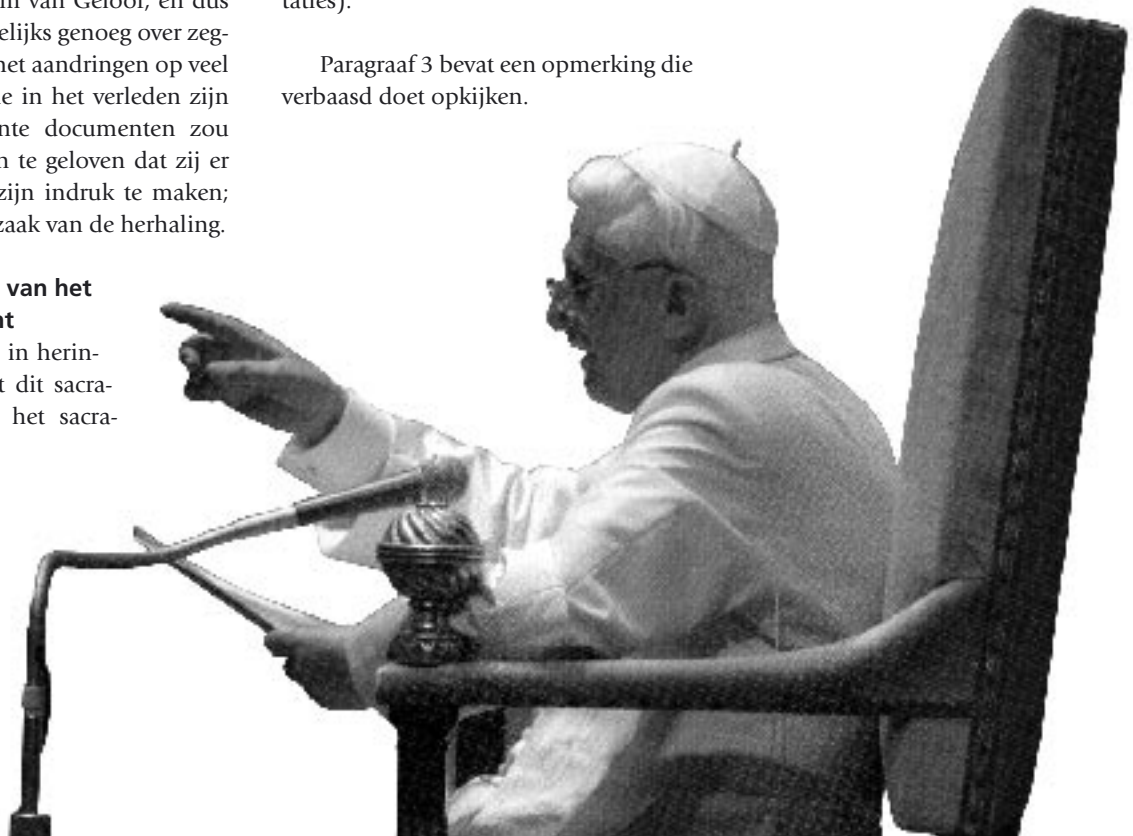 van Geloof, en dus
elijks genoeg over zeg-
het aandringen op veel
e in het verleden zijn
nte documenten zou
n te geloven dat zij er
zijn indruk te maken;
zaak van de herhaling.
van het
nt
in herin-
t dit sacra-
het sacra-
Paragraaf 3 bevat een opmerking die
verbaasd doet opkijken.